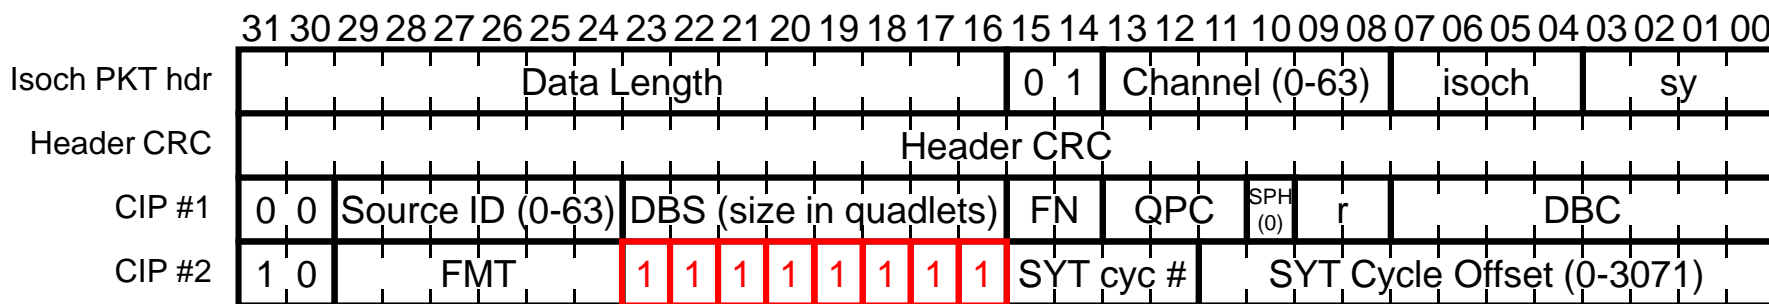 31 30 29 28 27 26 25 24 23 22 21 20 19 18 17 16 15 14 13 12 11 10 09 08 07 06 05 04 03 02 01 00
Isoch PKT hdr Data Length 0 1 Channel (0-63) isoch sy
Header CRC Header CRC
CIP #1 0 0 Source ID (0-63) DBS (size in quadlets) FN QPC SPH (0) r DBC
CIP #2 1 0 FMT 1 1 1 1 1 1 1 1 SYT cyc # SYT Cycle Offset (0-3071)